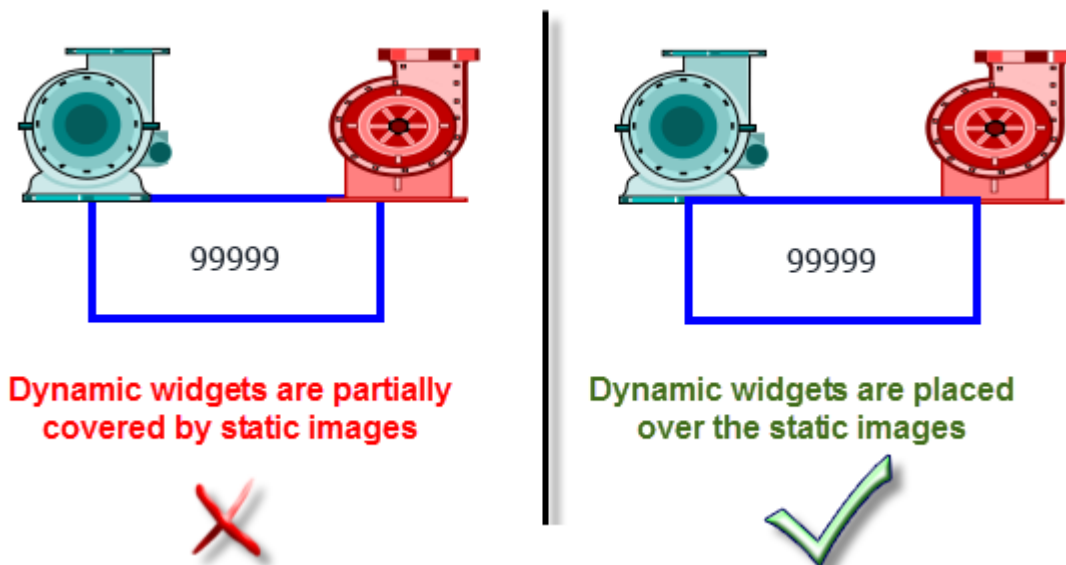 99999
Dynamic widgets are partially
covered by static images
99999
Dynamic widgets are placed
over the static images